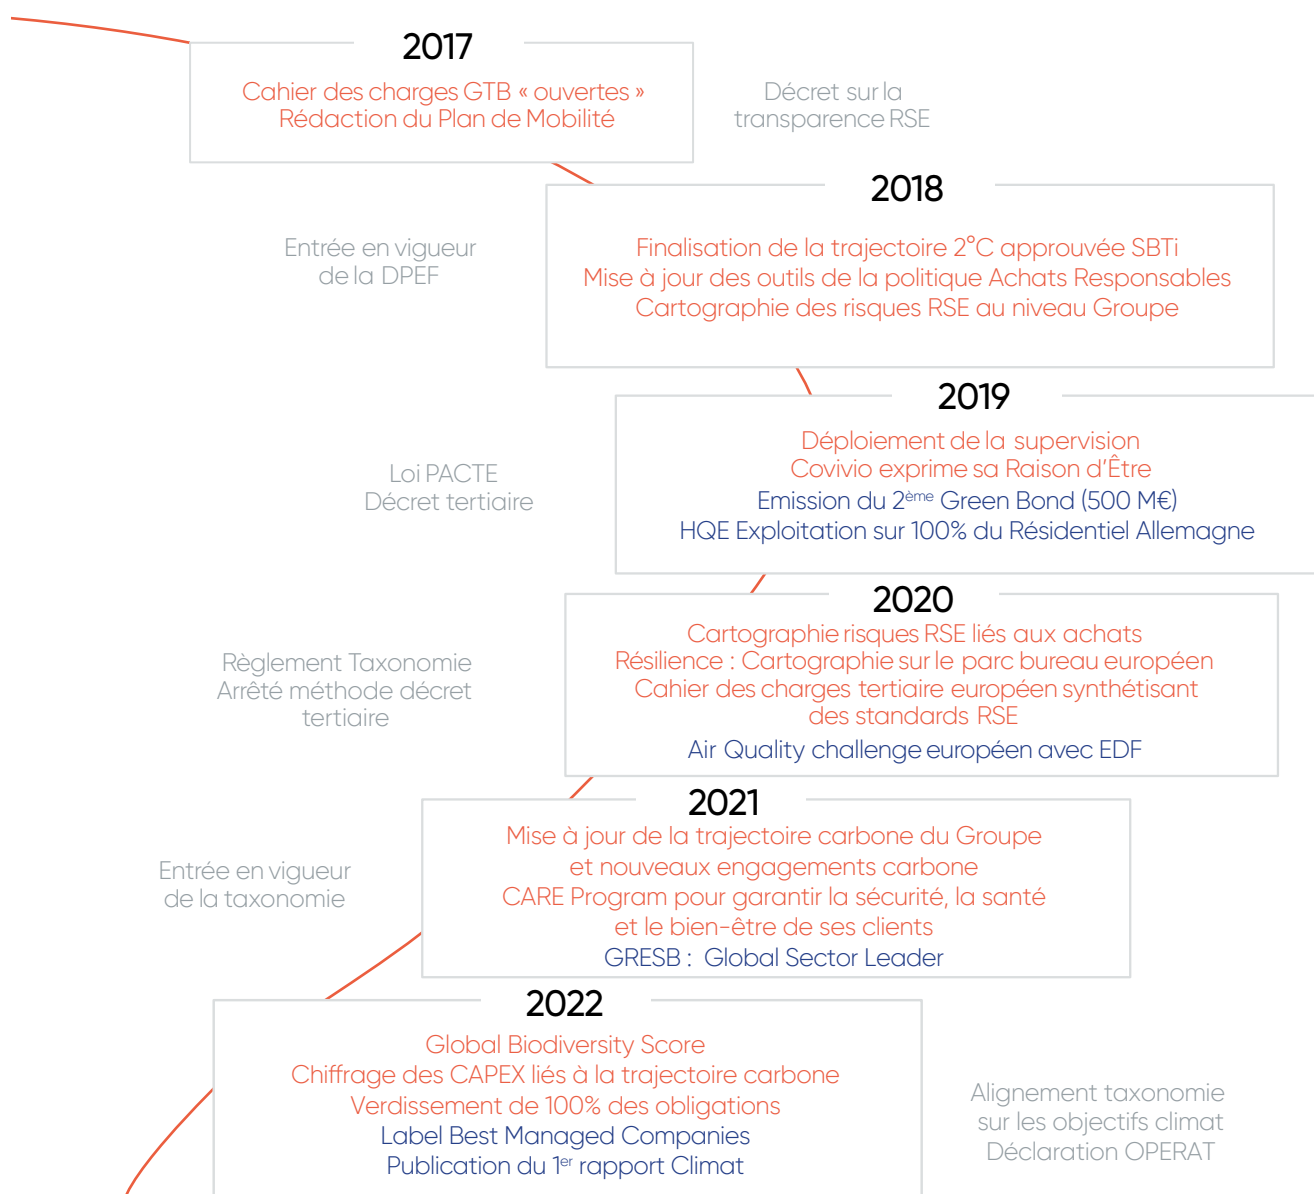 2017
Cahier des charges GTB « ouvertes »
Rédaction du Plan de Mobilité
Décret sur la
transparence RSE
2018
Entrée en vigueur
de la DPEF
Finalisation de la trajectoire 2°C approuvée SBTi
Mise à jour des outils de la politique Achats Responsables
Cartographie des risques RSE au niveau Groupe
2019
Loi PACTE
Décret tertiaire
Déploiement de la supervision
Covivio exprime sa Raison d'Être
Emission du 2ème Green Bond (500 M€)
HQE Exploitation sur 100% du Résidentiel Allemagne
2020
Règlement Taxonomie
Arrêté méthode décret
tertiaire
Cartographie risques RSE liés aux achats
Résilience : Cartographie sur le parc bureau européen
Cahier des charges tertiaire européen synthétisant
des standards RSE
Air Quality challenge européen avec EDF
2021
Entrée en vigueur
de la taxonomie
Mise à jour de la trajectoire carbone du Groupe
et nouveaux engagements carbone
CARE Program pour garantir la sécurité, la santé
et le bien-être de ses clients
GRESB : Global Sector Leader
2022
Global Biodiversity Score
Chiffrage des CAPEX liés à la trajectoire carbone
Verdissement de 100% des obligations
Label Best Managed Companies
Publication du 1er rapport Climat
Alignement taxonomie
sur les objectifs climat
Déclaration OPERAT